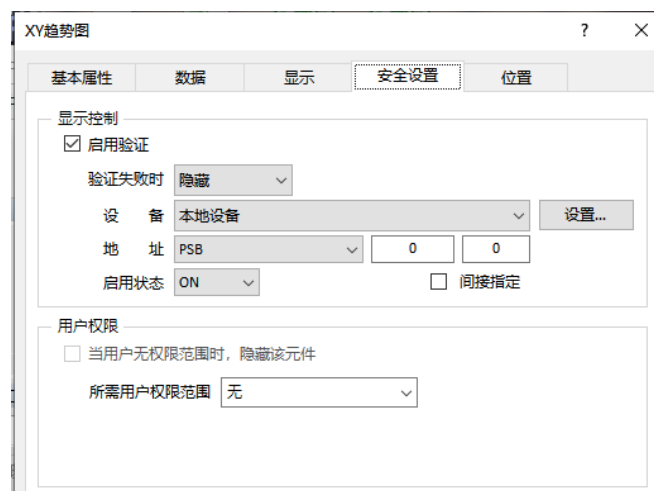 XY趋势图 ?
基本属性 数据 显示 安全设置 位置
显示控制
启用验证
验证失败时 隐藏
设 备 本地设备 设置...
地 址 PSB 0 0
启用状态 ON 间接指定
用户权限
当用户无权限范围时，隐藏该元件
所需用户权限范围 无